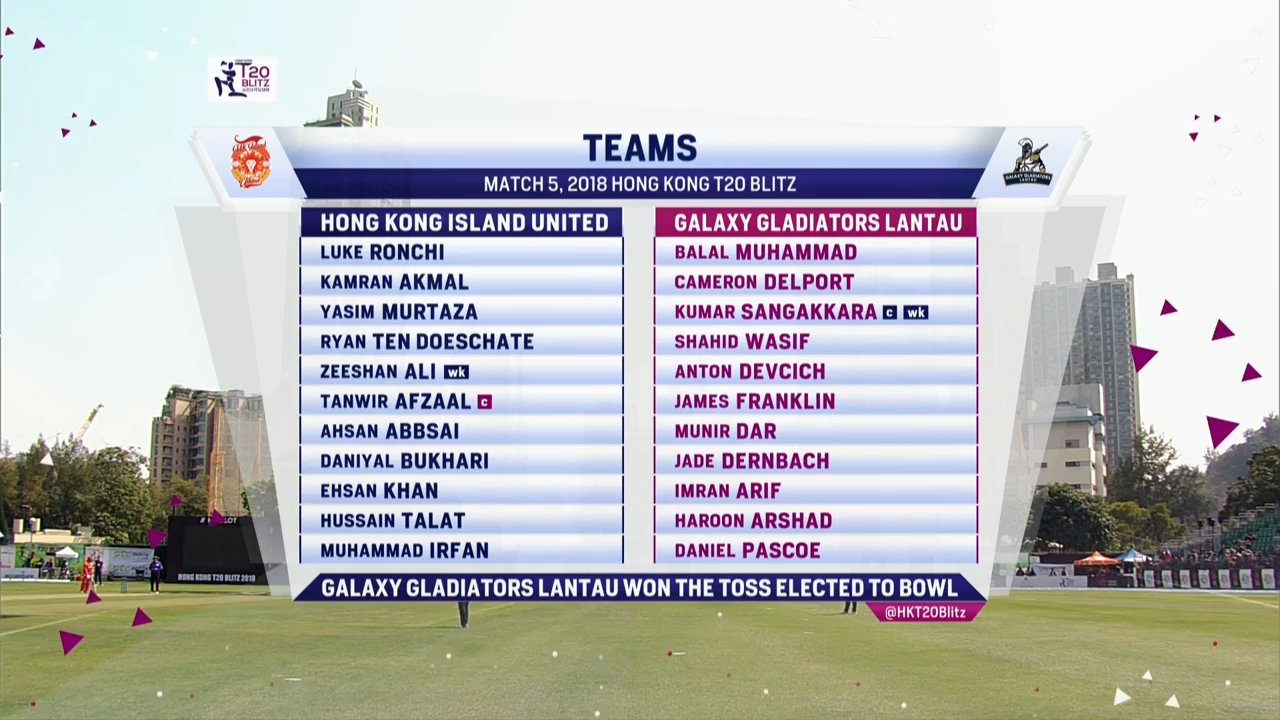 T20
BLITZ
TEAMS
MATCH 5, 2018 HONG KONG T20 BLITZ
HONG KONG ISLAND UNITED
LUKE RONCHI
KAMRAN AKMAL
YASIM MURTAZA
RYAN TEN DOESCHATE
ZEESHAN ALI wk
TANWIR AFZAAL c
AHSAN ABBSAI
DANIYAL BUKHARI
EHSAN KHAN
HUSSAIN TALAT
MUHAMMAD IRFAN
GALAXY GLADIATORS LANTAU
BALAL MUHAMMAD
CAMERON DELPORT
KUMAR SANGAKKARA c wk
SHAHID WASIF
ANTON DEVCICH
JAMES FRANKLIN
MUNIR DAR
JADE DERNBACH
IMRAN ARIF
HAROON ARSHAD
DANIEL PASCOE
GALAXY GLADIATORS LANTAU WON THE TOSS ELECTED TO BOWL
@HKT20Blitz
GALAXY GLADIATORS
LANTAU
HONG KONG T20 BLITZ 2018